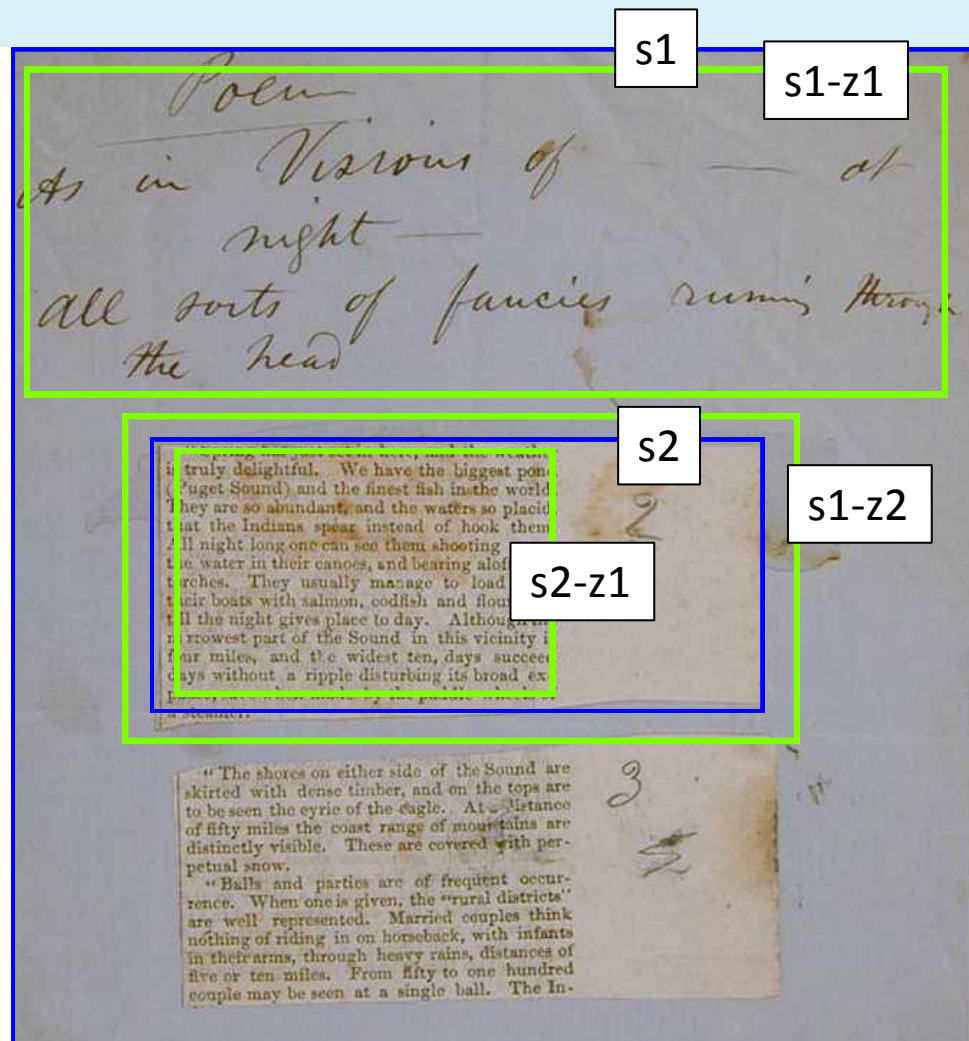 s1
s1-z1
Poem
As in Visions of — — at
night —
All sorts of fancies running through
the head
s2
s1-z2
s2-z1
is truly delightful. We have the biggest pond
(Puget Sound) and the finest fish in the world.
They are so abundant, and the waters so placid
that the Indians spear instead of hook them.
All night long one can see them shooting
the water in their canoes, and bearing aloft
torches. They usually manage to load
their boats with salmon, codfish and
till the night gives place to day. Although
narrowest part of the Sound in this vicinity is
four miles, and the widest ten, days succeed
days without a ripple disturbing its broad ex-
a steamer.
2
"The shores on either side of the Sound are
skirted with dense timber, and on the tops are
to be seen the eyrie of the eagle. At distance
of fifty miles the coast range of mountains are
distinctly visible. These are covered with per-
petual snow.
"Balls and parties are of frequent occur-
rence. When one is given, the "rural districts"
are well represented. Married couples think
nothing of riding in on horseback, with infants
in their arms, through heavy rains, distances of
five or ten miles. From fifty to one hundred
couple may be seen at a single ball. The In-
3